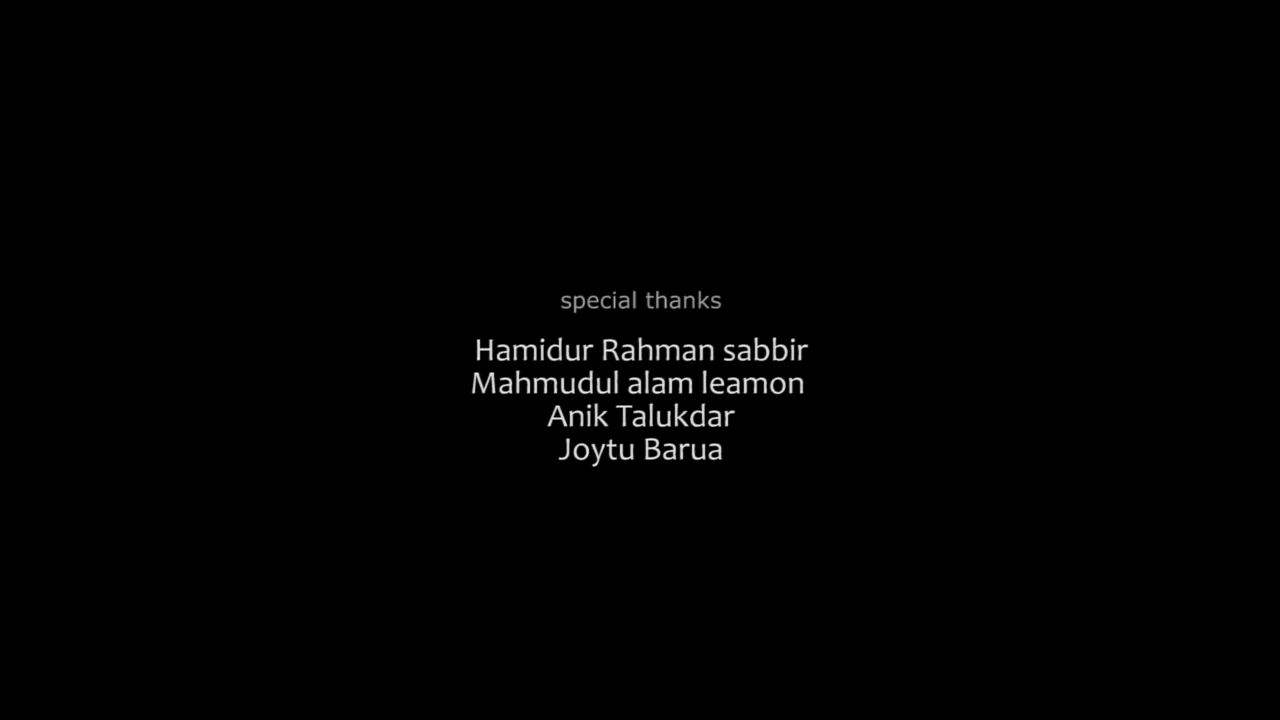 special thanks
Hamidur Rahman sabbir
Mahmudul alam leamon
Anik Talukdar
Joytu Barua